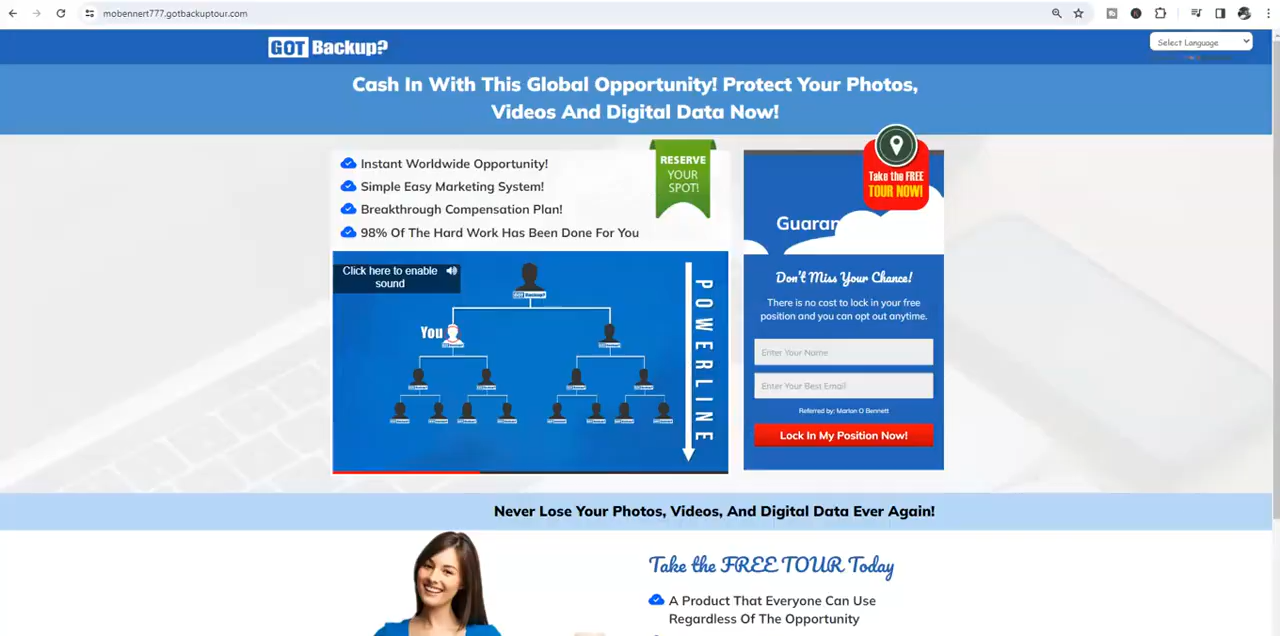 mobennert777.gotbackuptour.com
GOT Backup?
Select Language
Cash In With This Global Opportunity! Protect Your Photos,
Videos And Digital Data Now!
Instant Worldwide Opportunity!
Simple Easy Marketing System!
Breakthrough Compensation Plan!
98% Of The Hard Work Has Been Done For You
RESERVE
YOUR
SPOT!
Click here to enable
sound
You
POWERLINE
Take the FREE
TOUR NOW!
Guaran
Don't Miss Your Chance!
There is no cost to lock in your free
position and you can opt out anytime.
Enter Your Name
Enter Your Best Email
Referred by: Marlon O Bennett
Lock In My Position Now!
Never Lose Your Photos, Videos, And Digital Data Ever Again!
Take the FREE TOUR Today
A Product That Everyone Can Use
Regardless Of The Opportunity